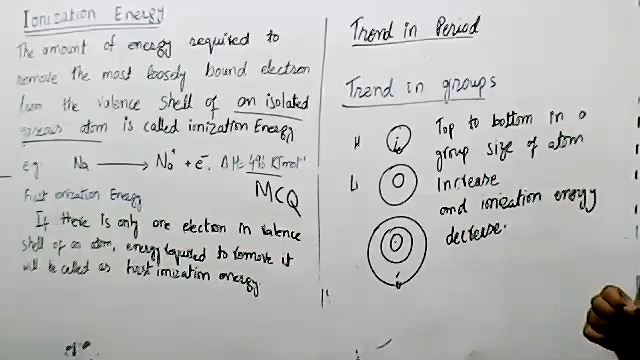 Ionization Energy
The amount of energy required to
remove the most loosely bound electron
from the valence shell of an isolated
gaseous atom is called ionization Energy
eg: Na ⟶ Na⁺ + e⁻, ΔH = 496 KJmol⁻¹
MCQ
First ionization Energy
If there is only one electron in valence
shell of an atom, energy required to remove it
will be called as first ionization energy.
Trend in Period
Trend in groups
H
Li
Top to bottom in a
group size of atom
Increase
and ionization energy
decrease.